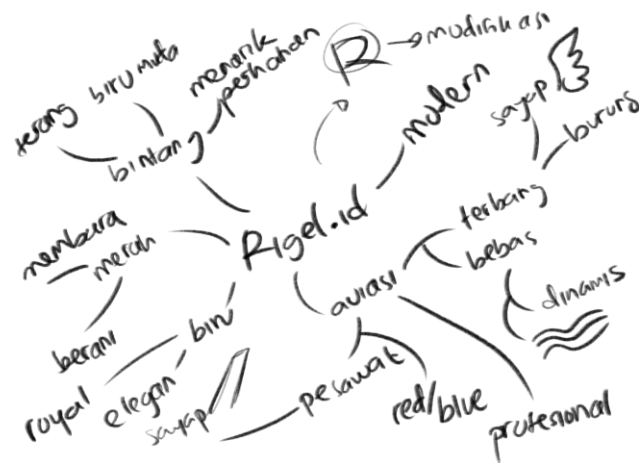 R
mudifikasi
biru muda
menarik
perhatian
terang
bintang
modern
sayap
burung
Rigel.id
terbang
bebas
membara
merah
aviasi
dinamis
berani
biru
royal
elegan
sayap
pesawat
red/blue
profesional